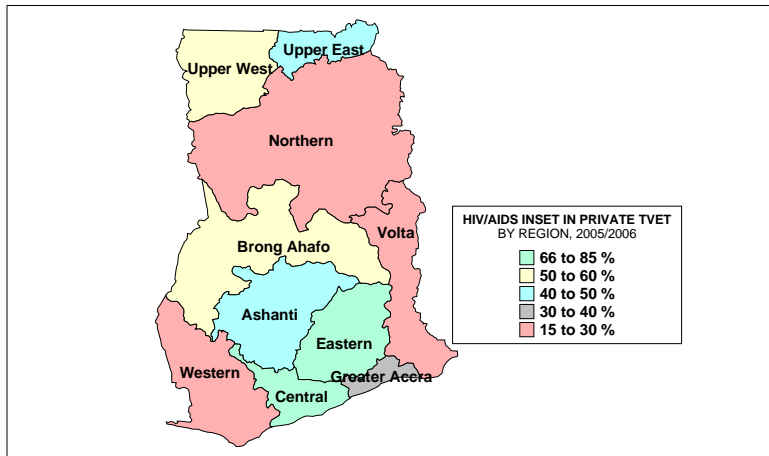 Upper East
Upper West
Northern
Volta
Brong Ahafo
Ashanti
Eastern
Western
Greater Accra
Central
HIV/AIDS INSET IN PRIVATE TVET
BY REGION, 2005/2006
66 to 85 %
50 to 60 %
40 to 50 %
30 to 40 %
15 to 30 %